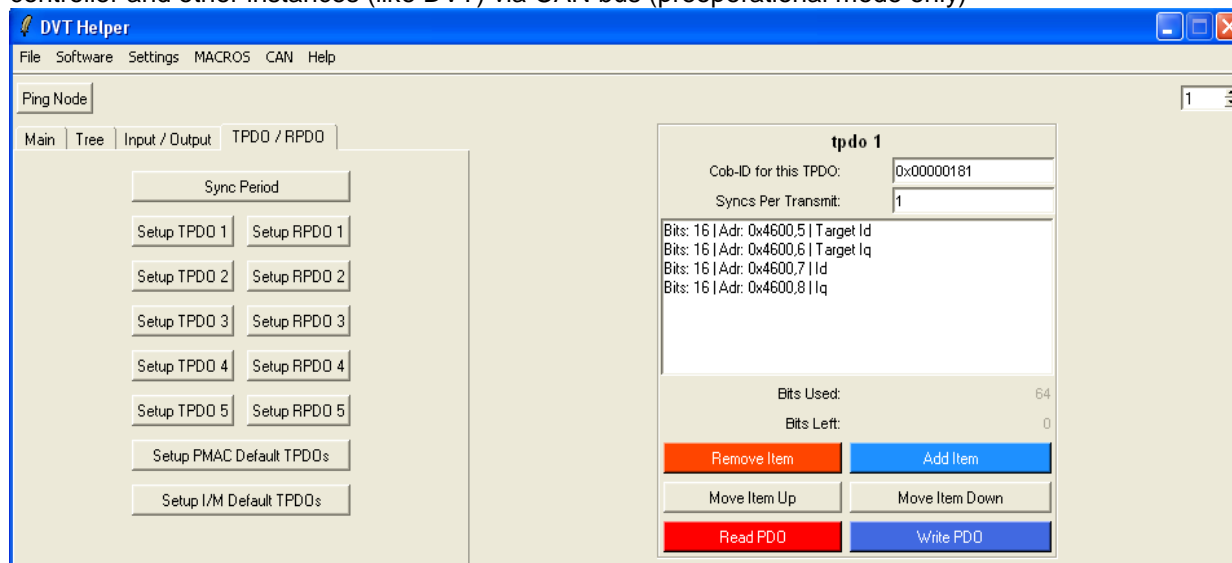 controller and other instances (like DVT) via CAN bus (preoperational mode only)
DVT Helper
File Software Settings MACROS CAN Help
Ping Node
1
Main Tree Input / Output TPDO / RPDO
Sync Period
Setup TPDO 1 Setup RPDO 1
Setup TPDO 2 Setup RPDO 2
Setup TPDO 3 Setup RPDO 3
Setup TPDO 4 Setup RPDO 4
Setup TPDO 5 Setup RPDO 5
Setup PMAC Default TPDOs
Setup I/M Default TPDOs
tpdo 1
Cob-ID for this TPDO: 0x00000181
Syncs Per Transmit: 1
Bits: 16 | Adr: 0x4600,5 | Target Id
Bits: 16 | Adr: 0x4600,6 | Target Iq
Bits: 16 | Adr: 0x4600,7 | Id
Bits: 16 | Adr: 0x4600,8 | Iq
Bits Used: 64
Bits Left: 0
Remove Item Add Item
Move Item Up Move Item Down
Read PDO Write PDO